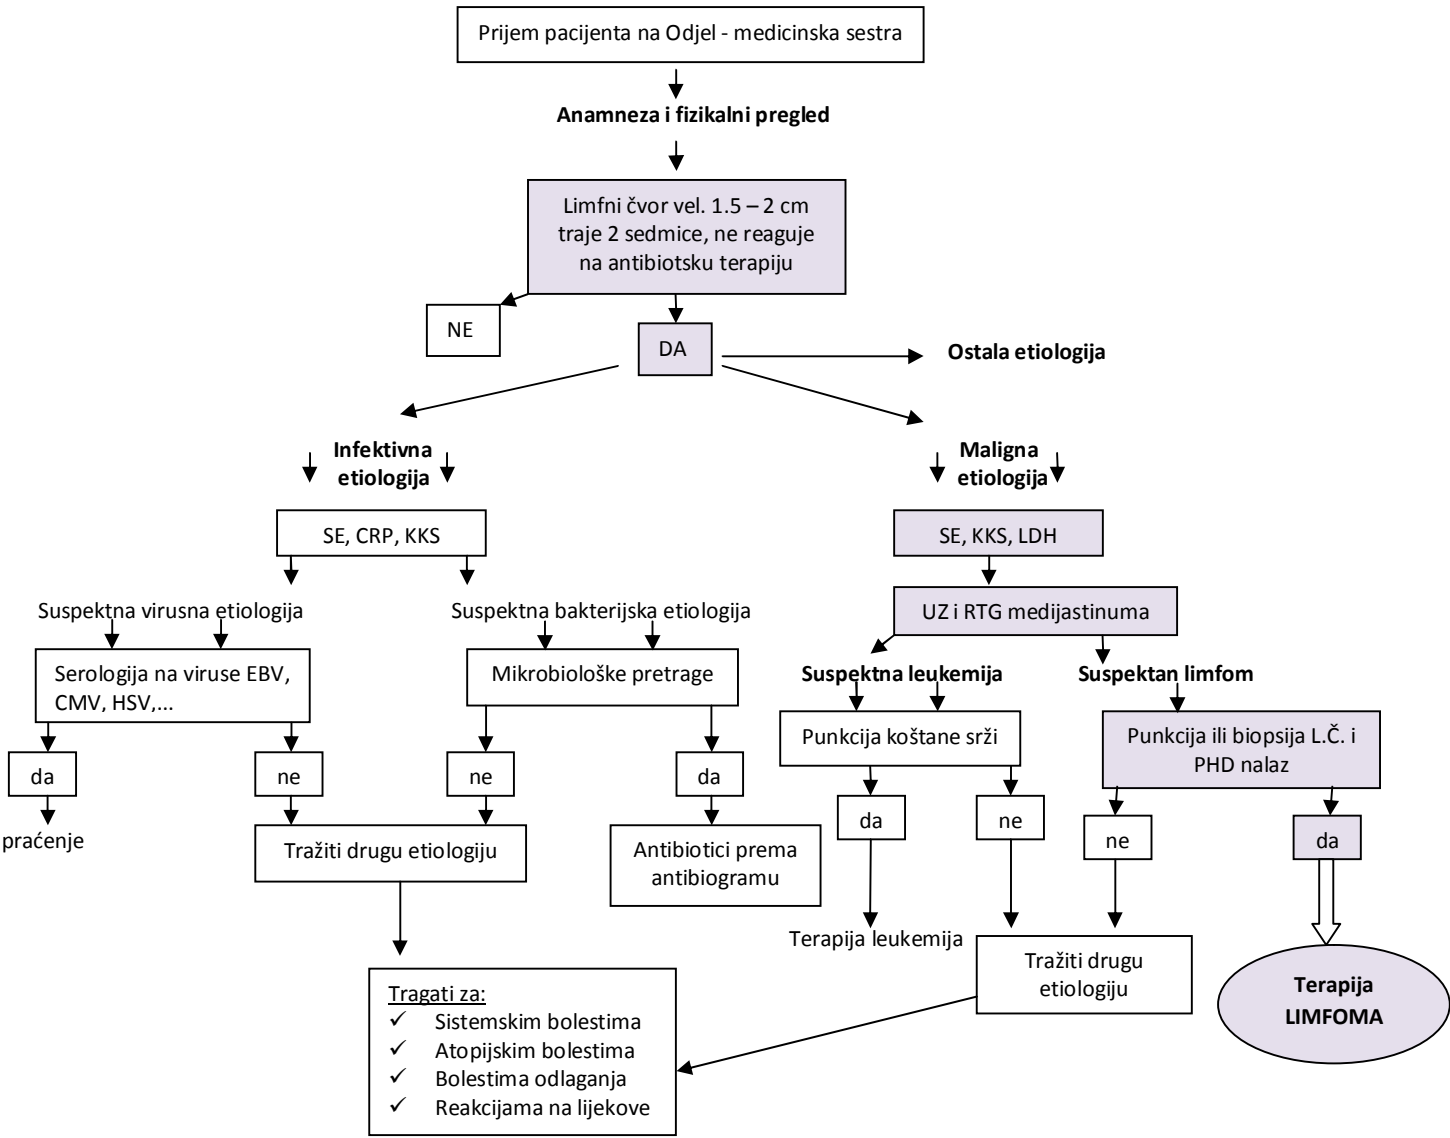 Prijem pacijenta na Odjel - medicinska sestra
Anamneza i fizikalni pregled
Limfni čvor vel. 1.5 – 2 cm
traje 2 sedmice, ne reaguje
na antibiotsku terapiju
NE
DA
Ostala etiologija
Infektivna
etiologija
Maligna
etiologija
SE, CRP, KKS
SE, KKS, LDH
Suspektna virusna etiologija
Suspektna bakterijska etiologija
UZ i RTG medijastinuma
Serologija na viruse EBV,
CMV, HSV,...
Mikrobiološke pretrage
Suspektna leukemija
Suspektan limfom
Punkcija koštane srži
Punkcija ili biopsija L.Č. i
PHD nalaz
da
ne
ne
da
da
ne
ne
da
praćenje
Tražiti drugu etiologiju
Antibiotici prema
antibiogramu
Terapija leukemija
Tražiti drugu
etiologiju
Terapija
LIMFOMA
Tragati za:
✓ Sistemskim bolestima
✓ Atopijskim bolestima
✓ Bolestima odlaganja
✓ Reakcijama na lijekove